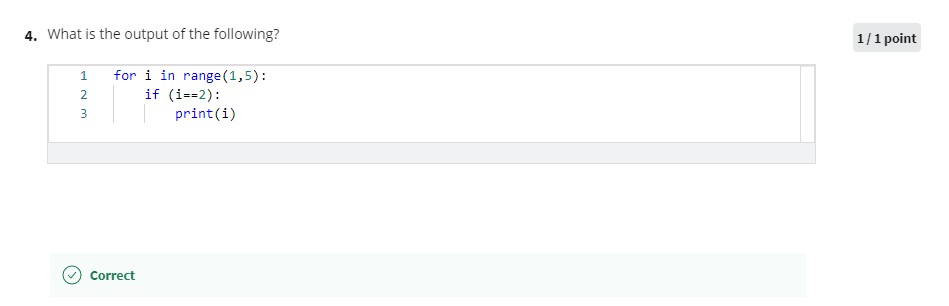 4. What is the output of the following?
1/1 point
1 for i in range(1,5):
2     if (i==2):
3         print(i)
Correct